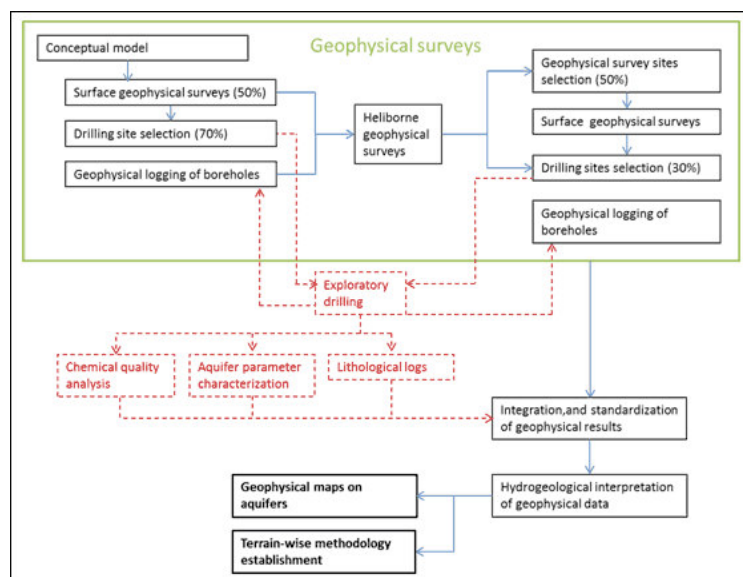 Geophysical surveys
Conceptual model
Surface geophysical surveys (50%)
Drilling site selection (70%)
Geophysical logging of boreholes
Heliborne
geophysical
surveys
Geophysical survey sites
selection (50%)
Surface geophysical surveys
Drilling sites selection (30%)
Geophysical logging of
boreholes
Exploratory
drilling
Chemical quality
analysis
Aquifer parameter
characterization
Lithological logs
Integration,and standardization
of geophysical results
Hydrogeological interpretation
of geophysical data
Geophysical maps on
aquifers
Terrain-wise methodology
establishment